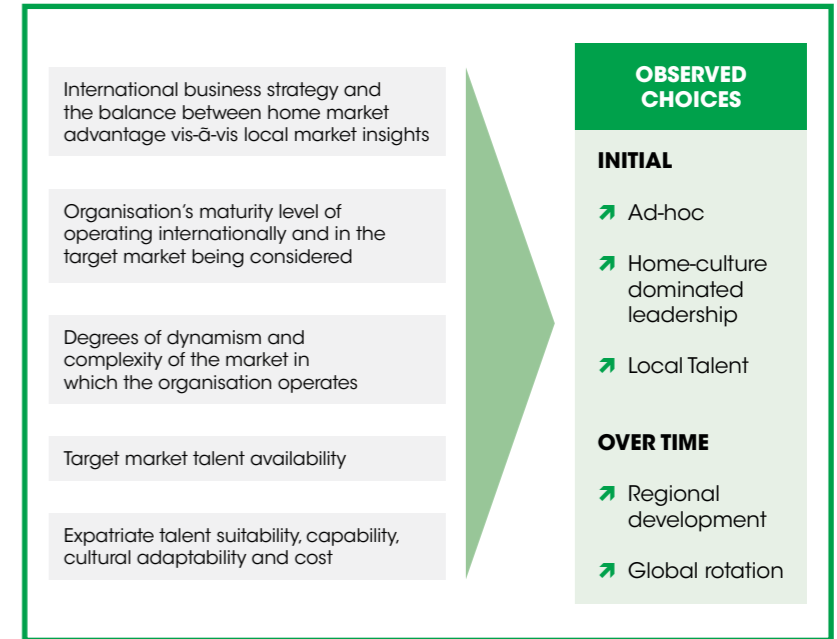 International business strategy and
the balance between home market
advantage vis-ā-vis local market insights
Organisation’s maturity level of
operating internationally and in the
target market being considered
Degrees of dynamism and
complexity of the market in
which the organisation operates
Target market talent availability
Expatriate talent suitability, capability,
cultural adaptability and cost
OBSERVED
CHOICES
INITIAL
Ad-hoc
Home-culture
dominated
leadership
Local Talent
OVER TIME
Regional
development
Global rotation